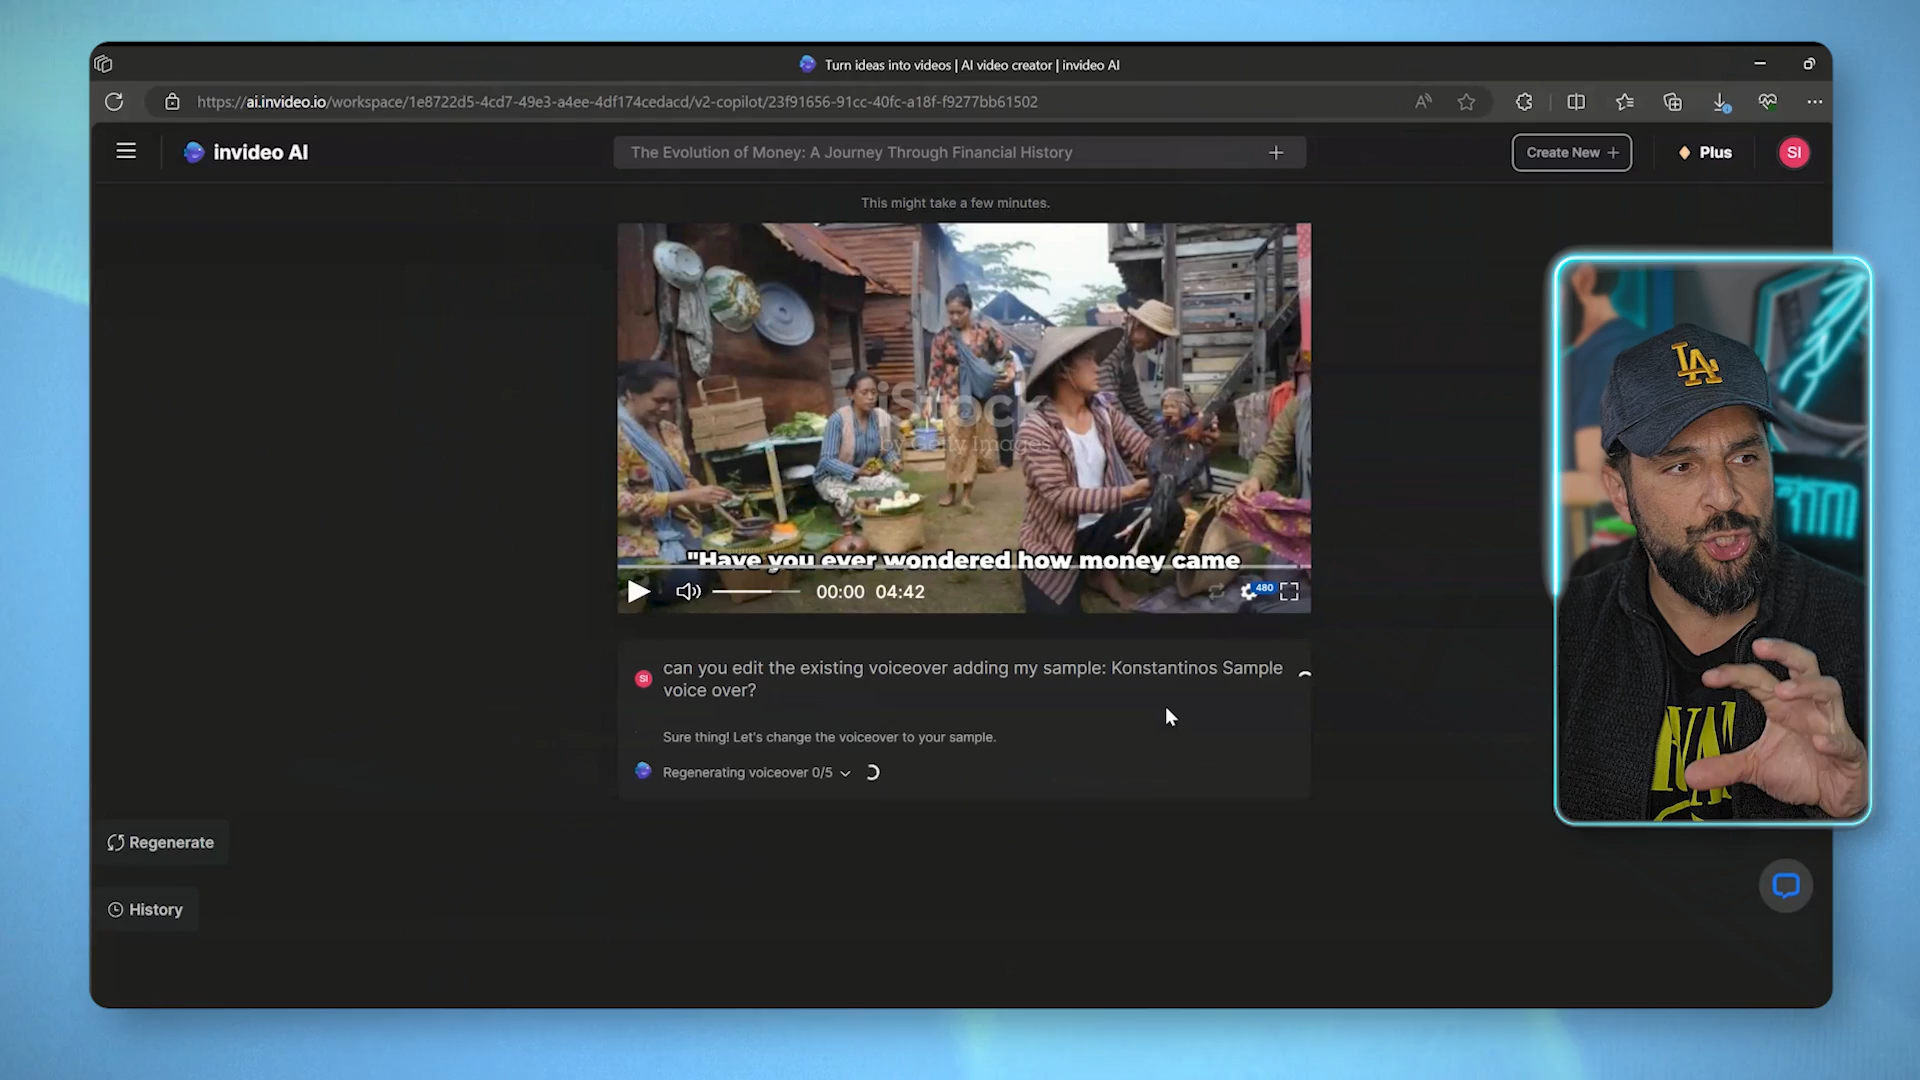 Turn ideas into videos | AI video creator | invideo AI
https://ai.invideo.io/workspace/1e8722d5-4cd7-49e3-a4ee-4df174cedacd/v2-copilot/23f91656-91cc-40fc-a18f-f9277bb61502
invideo AI
The Evolution of Money: A Journey Through Financial History
Create New +
Plus
SI
This might take a few minutes.
iStock
by Getty Images
"Have you ever wondered how money came
00:00 04:42
480
LA
SI
can you edit the existing voiceover adding my sample: Konstantinos Sample
voice over?
Sure thing! Let's change the voiceover to your sample.
Regenerating voiceover 0/5
Regenerate
History